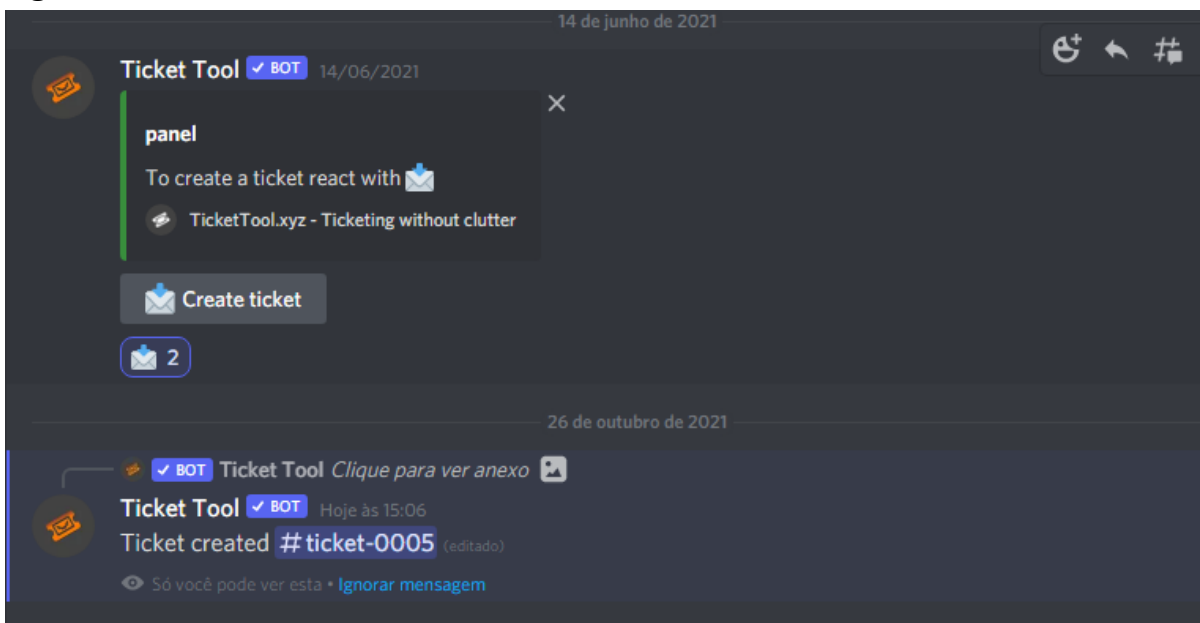 14 de junho de 2021
Ticket Tool ✓ BOT 14/06/2021
panel
To create a ticket react with 📩
TicketTool.xyz - Ticketing without clutter
📩 Create ticket
📩 2
26 de outubro de 2021
✓ BOT Ticket Tool Clique para ver anexo
Ticket Tool ✓ BOT Hoje às 15:06
Ticket created #ticket-0005 (editado)
Só você pode ver esta • Ignorar mensagem